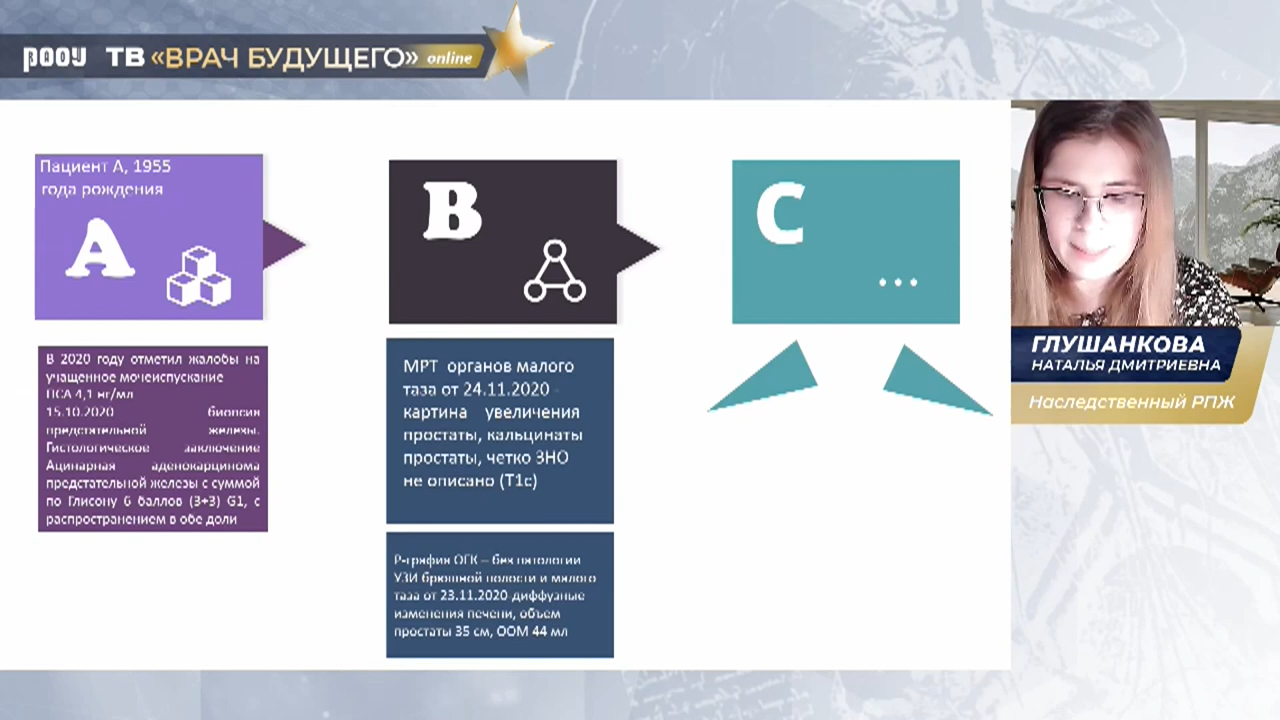 РООУ ТВ «ВРАЧ БУДУЩЕГО» online
Пациент А, 1955
года рождения
A
В 2020 году отметил жалобы на
учащенное мочеиспускание
ПСА 4,1 нг/мл
15.10.2020 биопсия
предстательной железы.
Гистологическое заключение
Ацинарная аденокарцинома
предстательной железы с суммой
по Глисону 6 баллов (3+3) G1, с
распространением в обе доли
B
МРТ органов малого
таза от 24.11.2020 -
картина увеличения
простаты, кальцинаты
простаты, четко ЗНО
не описано (Т1с)
Р-графия ОГК – без патологии
УЗИ брюшной полости и малого
таза от 23.11.2020 диффузные
изменения печени, объем
простаты 35 см, ООМ 44 мл
C
...
ГЛУШАНКОВА
НАТАЛЬЯ ДМИТРИЕВНА
Наследственный РПЖ